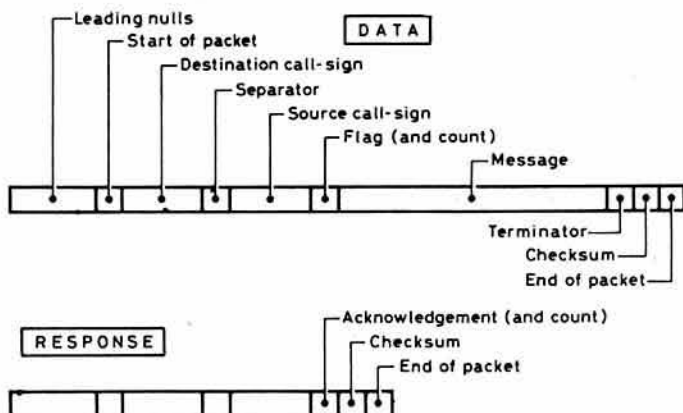 Leading nulls
DATA
Start of packet
Destination call-sign
Separator
Source call-sign
Flag (and count)
Message
Terminator
Checksum
End of packet
Acknowledgement (and count)
RESPONSE
Checksum
End of packet